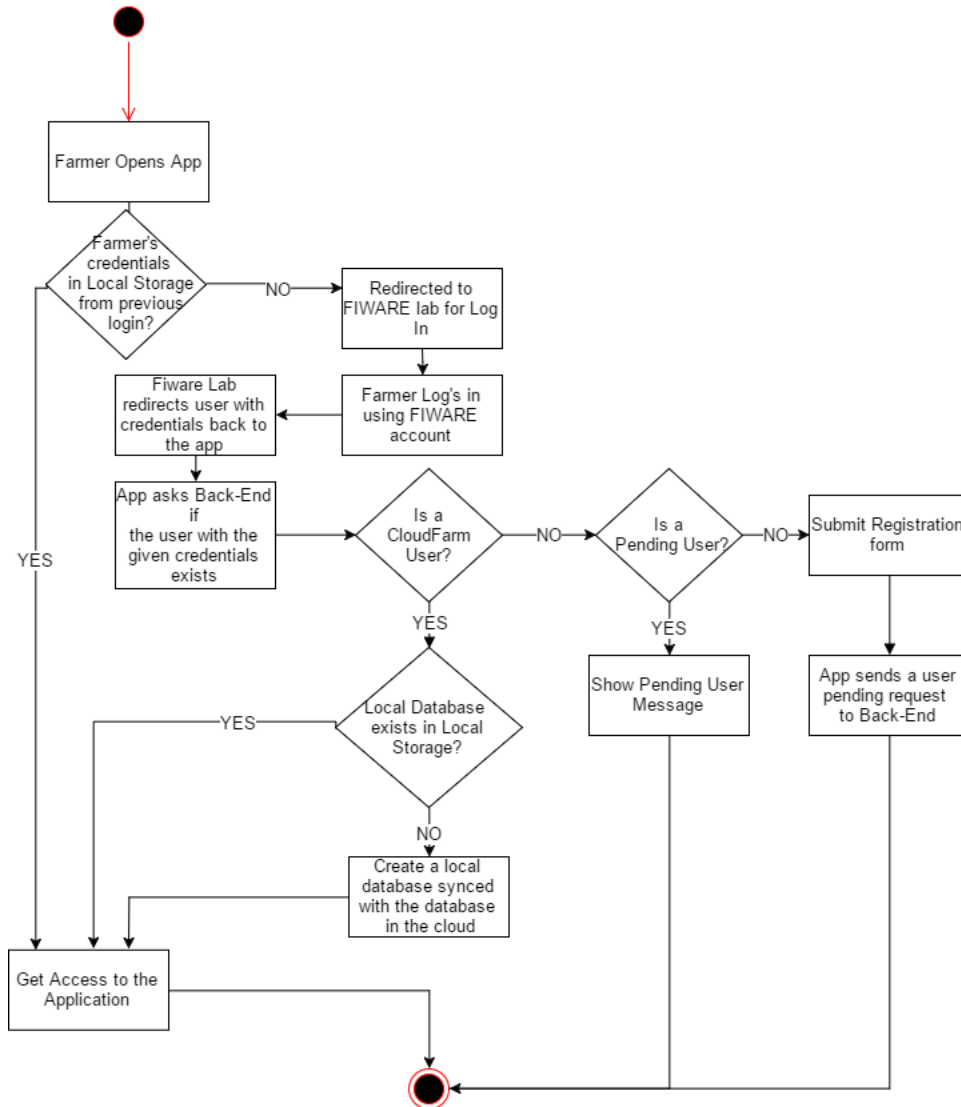 Farmer Opens App
Farmer's
credentials
in Local Storage
from previous
login?
NO
Redirected to
FIWARE lab for Log
In
Fiware Lab
redirects user with
credentials back to
the app
Farmer Log's in
using FIWARE
account
App asks Back-End
if
the user with the
given credentials
exists
Is a
CloudFarm
User?
NO
Is a
Pending User?
NO
Submit Registration
form
YES
YES
YES
Show Pending User
Message
App sends a user
pending request
to Back-End
Local Database
exists in Local
Storage?
YES
NO
Create a local
database synced
with the database
in the cloud
Get Access to the
Application